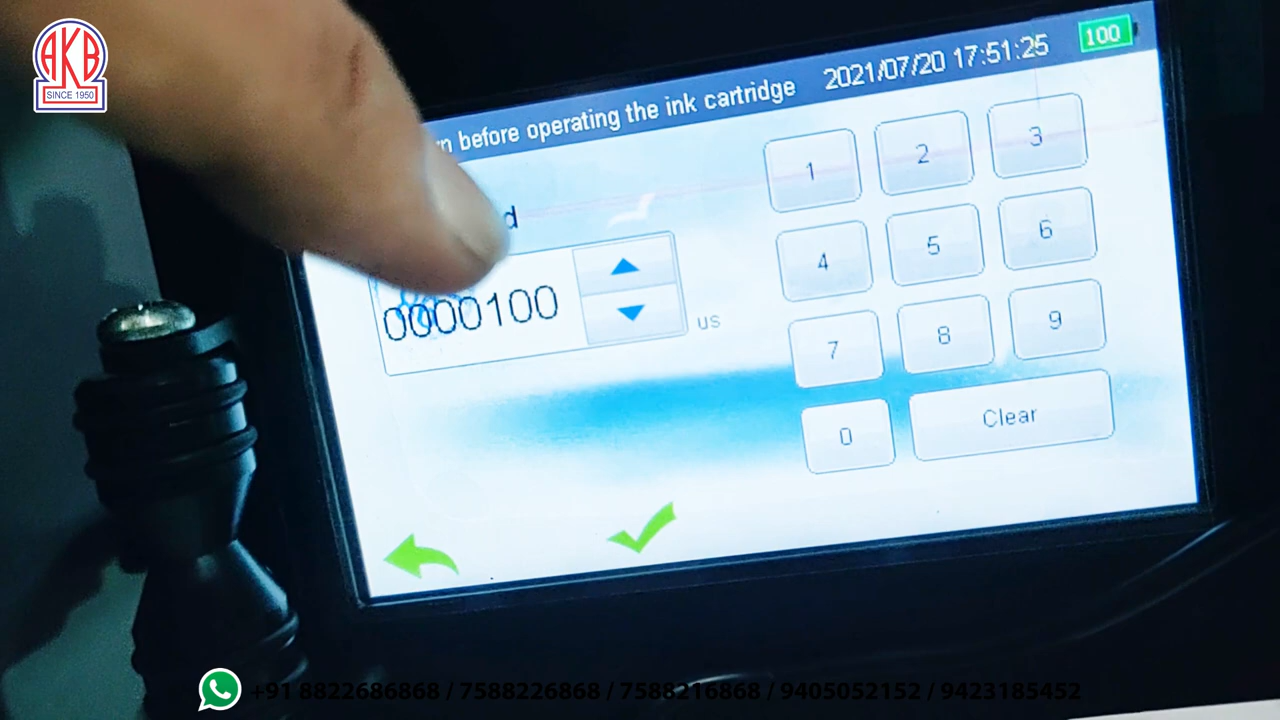 AKB
SINCE 1950
before operating the ink cartridge 2021/07/20 17:51:25 100
0000100
us
1 2 3
4 5 6
7 8 9
0 Clear
+91 8822686868 / 7588226868 / 7588216868 / 9405052152 / 9423185452